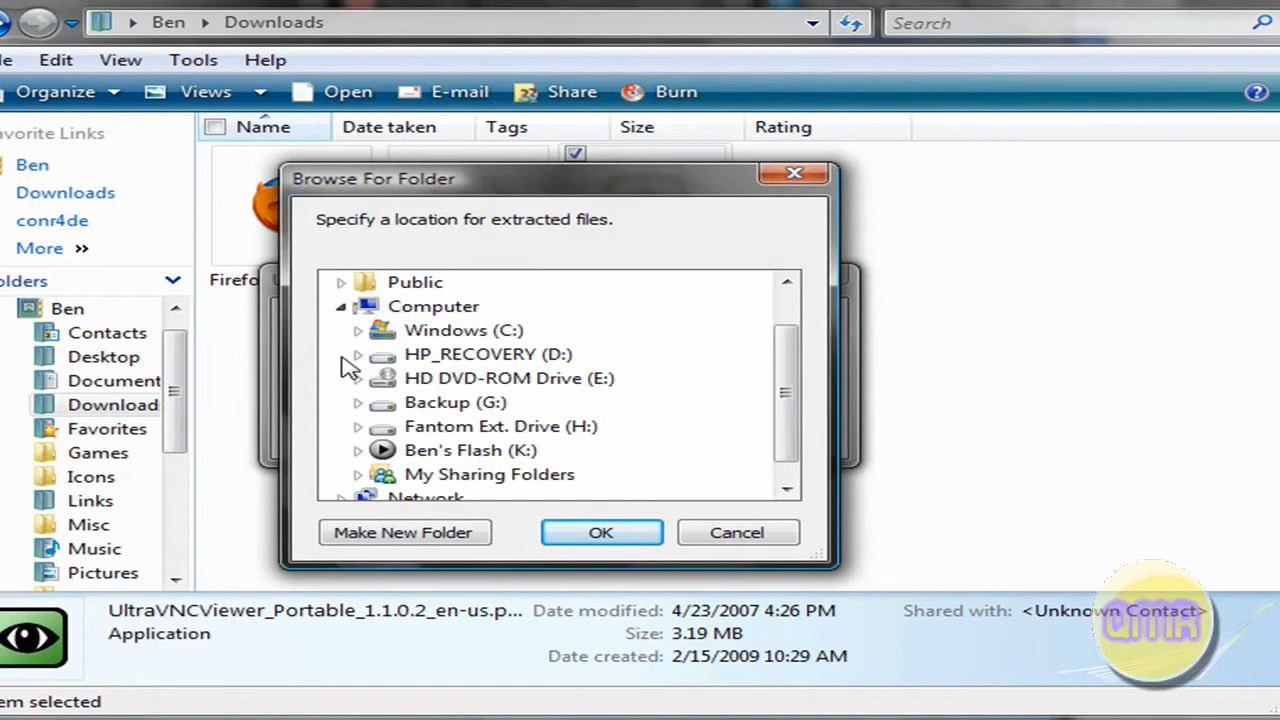 Ben Downloads Search
Edit View Tools Help
Organize Views Open E-mail Share Burn
Name Date taken Tags Size Rating
avorite Links
Ben
Downloads
conr4de
More »
olders
Ben
Contacts
Desktop
Document
Download
Favorites
Games
Icons
Links
Misc
Music
Pictures
Firefo
Browse For Folder
Specify a location for extracted files.
Public
Computer
Windows (C:)
HP_RECOVERY (D:)
HD DVD-ROM Drive (E:)
Backup (G:)
Fantom Ext. Drive (H:)
Ben's Flash (K:)
My Sharing Folders
Network
Make New Folder OK Cancel
UltraVNCViewer_Portable_1.1.0.2_en-us.p... Date modified: 4/23/2007 4:26 PM Shared with: <Unknown Contact>
Application Size: 3.19 MB
Date created: 2/15/2009 10:29 AM
em selected